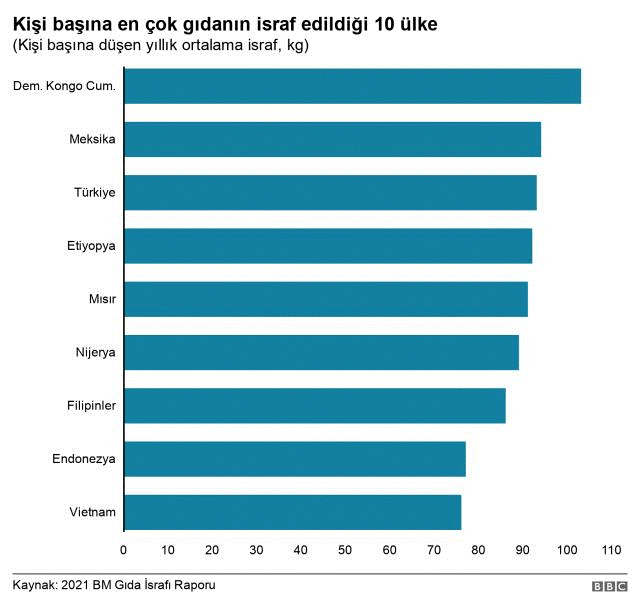 Kişi başına en çok gıdanın israf edildiği 10 ülke
(Kişi başına düşen yıllık ortalama israf, kg)
Dem. Kongo Cum.
Meksika
Türkiye
Etiyopya
Mısır
Nijerya
Filipinler
Endonezya
Vietnam
0 10 20 30 40 50 60 70 80 90 100 110
Kaynak: 2021 BM Gıda İsrafı Raporu
BBC